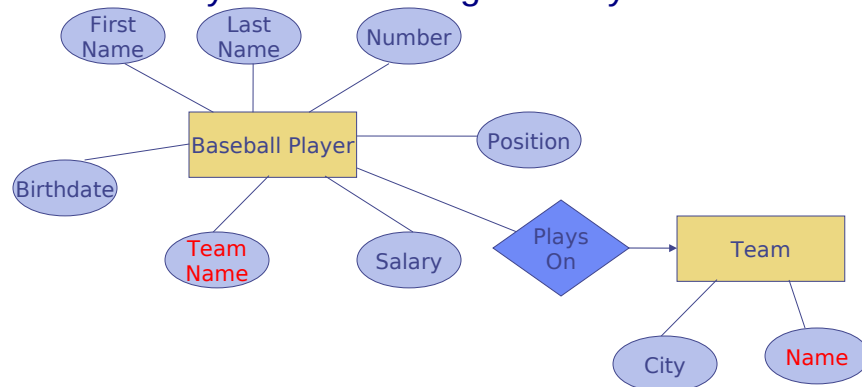 First
Name
Last
Name
Number
Baseball Player
Position
Birthdate
Team
Name
Salary
Plays
On
Team
City
Name